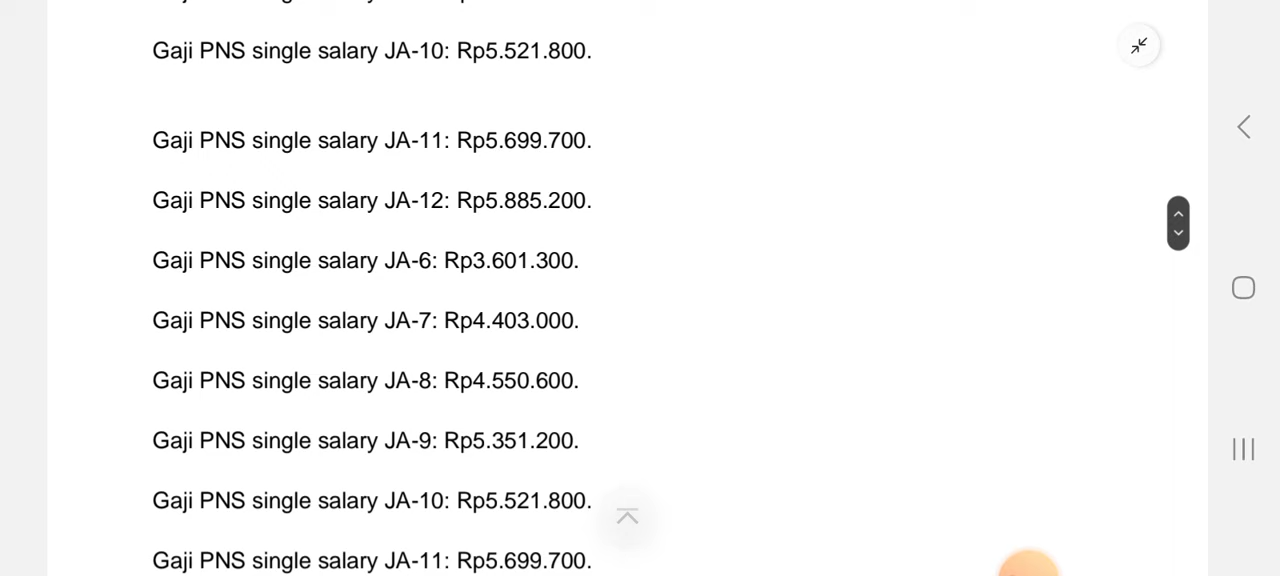 Gaji PNS single salary JA-10: Rp5.521.800.
Gaji PNS single salary JA-11: Rp5.699.700.
Gaji PNS single salary JA-12: Rp5.885.200.
Gaji PNS single salary JA-6: Rp3.601.300.
Gaji PNS single salary JA-7: Rp4.403.000.
Gaji PNS single salary JA-8: Rp4.550.600.
Gaji PNS single salary JA-9: Rp5.351.200.
Gaji PNS single salary JA-10: Rp5.521.800.
Gaji PNS single salary JA-11: Rp5.699.700.